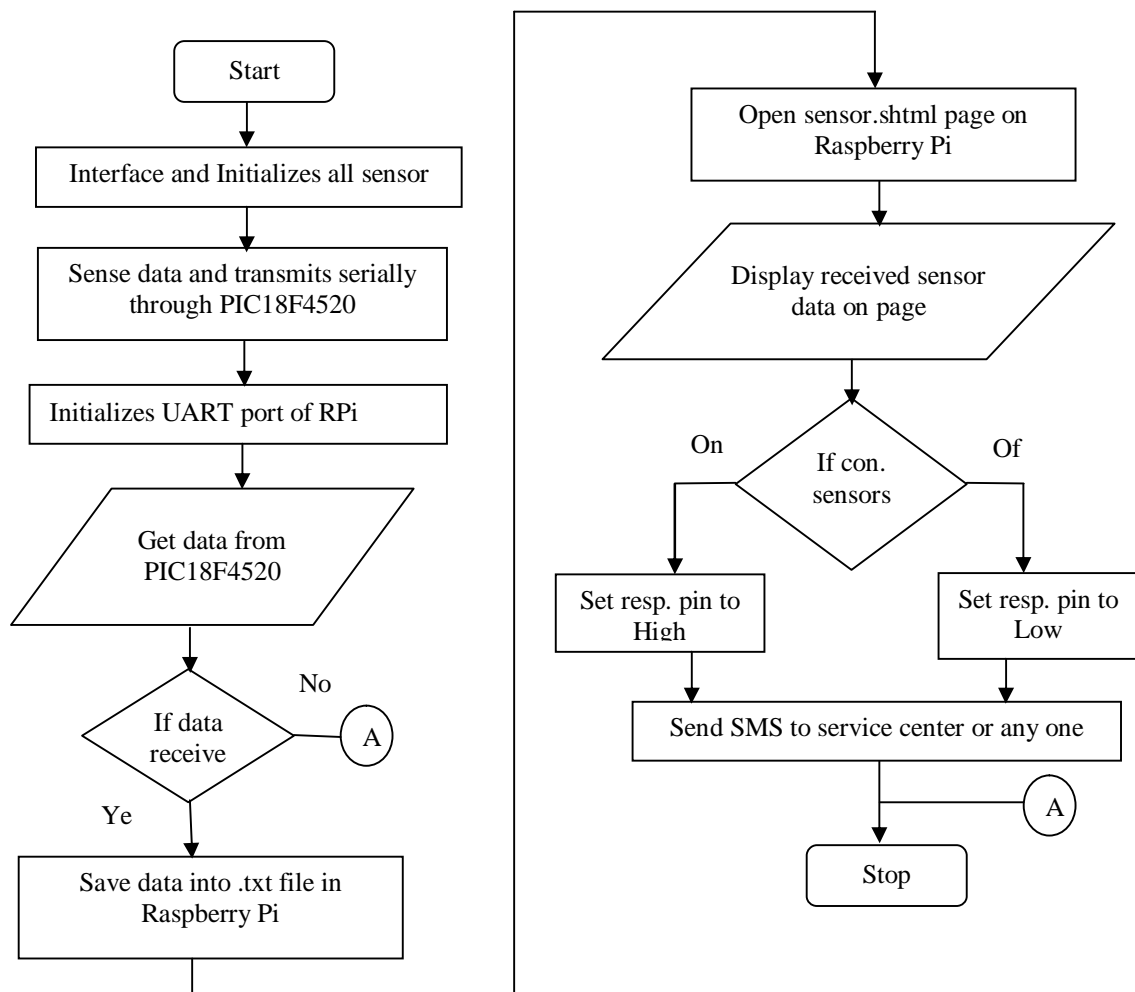 Start
Interface and Initializes all sensor
Sense data and transmits serially
through PIC18F4520
Initializes UART port of RPi
Get data from
PIC18F4520
If data
receive
No
A
Ye
Save data into .txt file in
Raspberry Pi
Open sensor.shtml page on
Raspberry Pi
Display received sensor
data on page
If con.
sensors
On
Of
Set resp. pin to
High
Set resp. pin to
Low
Send SMS to service center or any one
A
Stop